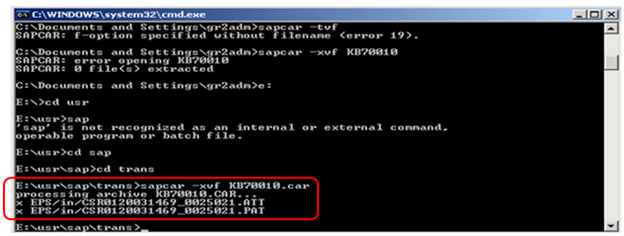 C:\WINDOWS\system32\cmd.exe
C:\Documents and Settings\gr2adm>sapcar -tvf
SAPCAR: f-option specified without filename (error 19).
C:\Documents and Settings\gr2adm>sapcar -xvf KB70010
SAPCAR: error opening KB70010
SAPCAR: 0 file(s) extracted
C:\Documents and Settings\gr2adm>e:
E:\>cd usr
E:\usr>sap
'sap' is not recognized as an internal or external command,
operable program or batch file.
E:\usr>cd sap
E:\usr\sap>cd trans
E:\usr\sap\trans>sapcar -xvf KB70010.car
processing archive KB70010.CAR...
x EPS/in/CSR0120031469_0025021.ATT
x EPS/in/CSR0120031469_0025021.PAT
E:\usr\sap\trans>_